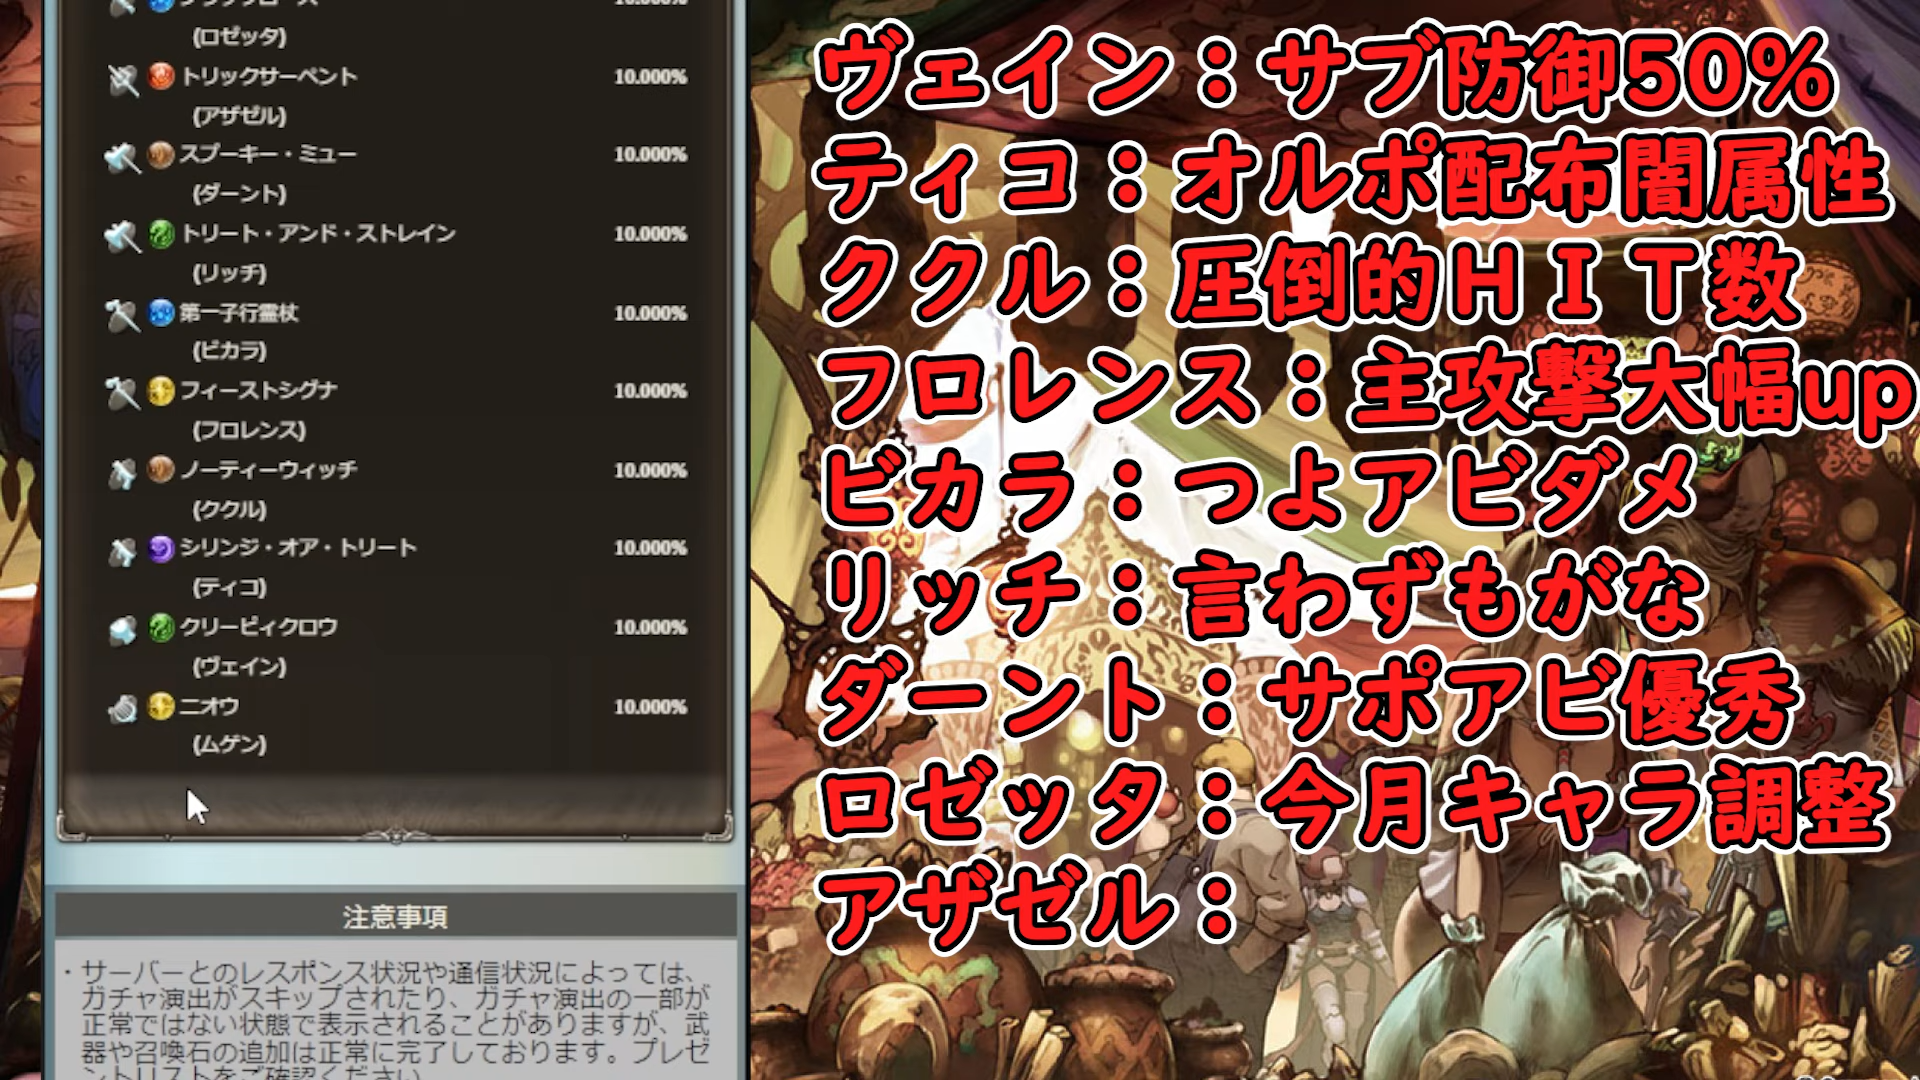 (ロゼッタ)
トリックサーペント 10.000%
(アザゼル)
スプーキー・ミュー 10.000%
(ダーント)
トリート・アンド・ストレイン 10.000%
(リッチ)
第一子行霊杖 10.000%
(ビカラ)
フィーストシグナ 10.000%
(フロレンス)
ノーティーウィッチ 10.000%
(ククル)
シリンジ・オア・トリート 10.000%
(ティコ)
クリーピィクロウ 10.000%
(ヴェイン)
ニオウ 10.000%
(ムゲン)
注意事項
・サーバーとのレスポンス状況や通信状況によっては、
ガチャ演出がスキップされたり、ガチャ演出の一部が
正常ではない状態で表示されることがありますが、武
器や召喚石の追加は正常に完了しております。プレゼ
ントリストをご確認ください。
ヴェイン：サブ防御50%
ティコ：オルポ配布闇属性
ククル：圧倒的ＨＩＴ数
フロレンス：主攻撃大幅up
ビカラ：つよアビダメ
リッチ：言わずもがな
ダーント：サポアビ優秀
ロゼッタ：今月キャラ調整
アザゼル：